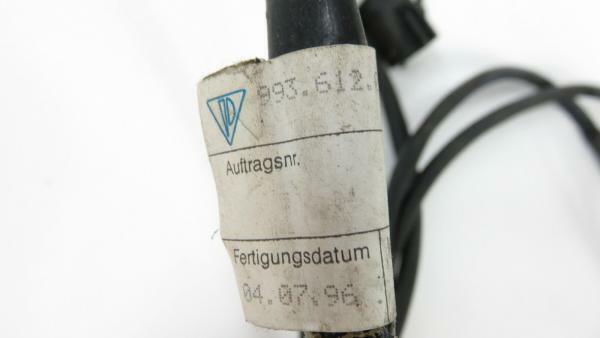 993.612.
Auftragsnr.
Fertigungsdatum
04.07.96